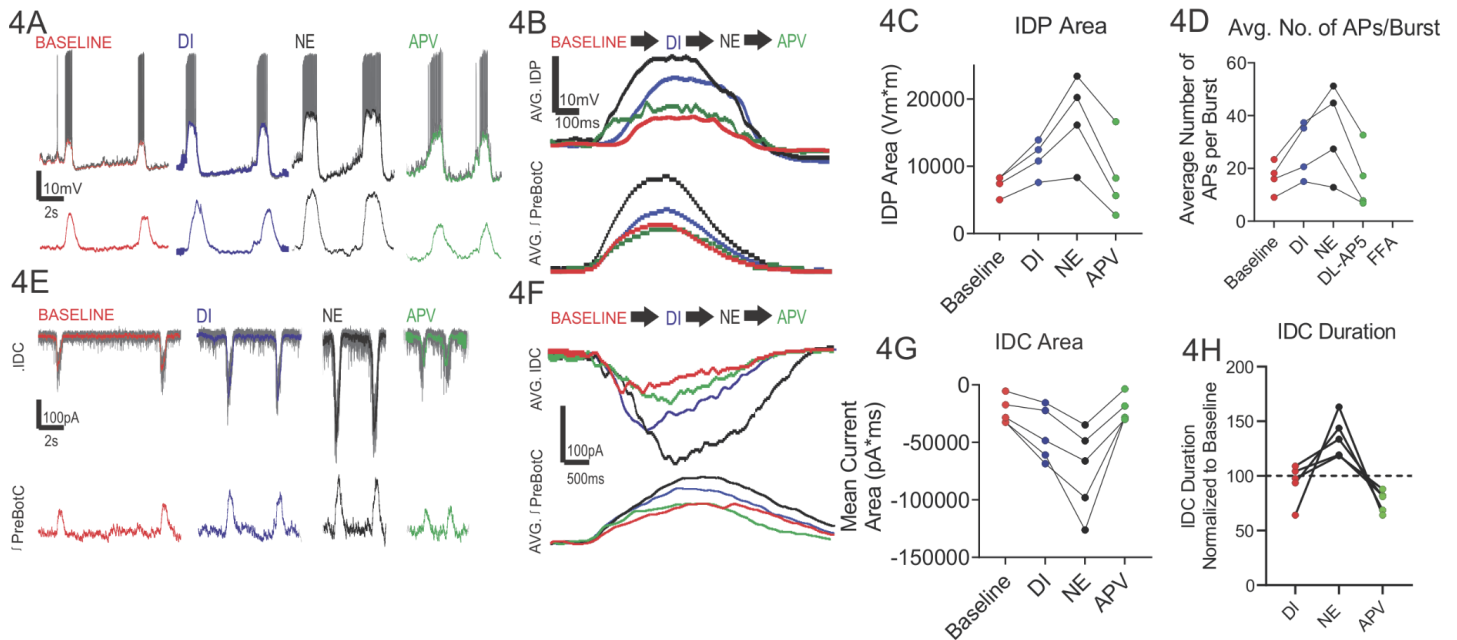 4A
BASELINE DI NE APV
10mV
2s
4B
BASELINE DI NE APV
AVG. IDP
10mV
100ms
AVG. ∫ PreBotC
4C
IDP Area
IDP Area (Vm*m)
20000
10000
0
Baseline DI NE APV
4D
Avg. No. of APs/Burst
Average Number of
APs per Burst
60
40
20
0
Baseline DI NE DL-AP5 FFA
4E
BASELINE DI NE APV
.IDC
100pA
2s
∫ PreBotC
4F
BASELINE DI NE APV
AVG. IDC
100pA
500ms
AVG. ∫ PreBotC
4G
IDC Area
Mean Current
Area (pA*ms)
0
-50000
-100000
-150000
Baseline DI NE APV
4H
IDC Duration
IDC Duration
Normalized to Baseline
200
150
100
50
0
DI NE APV